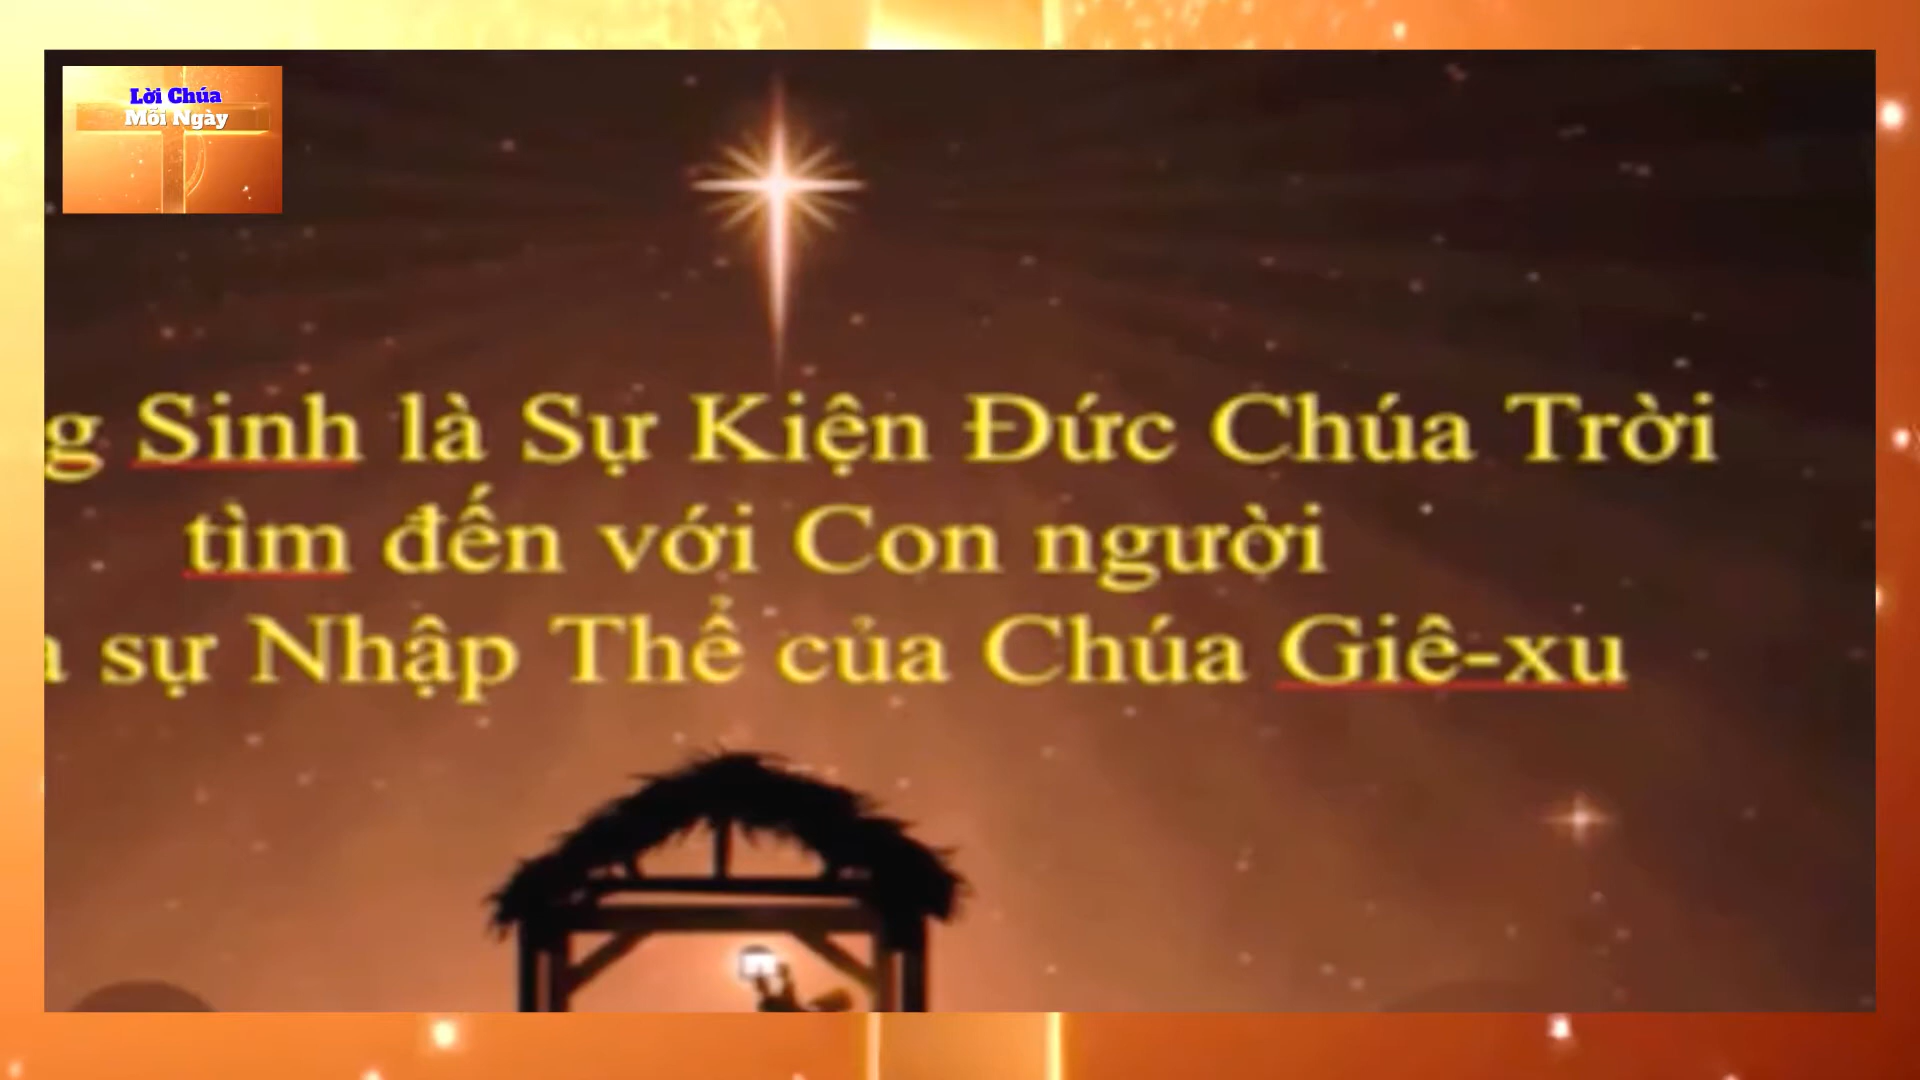 Lời Chúa
Mỗi Ngày
Sinh là Sự Kiện Đức Chúa Trời
tìm đến với Con người
sự Nhập Thể của Chúa Giê-xu